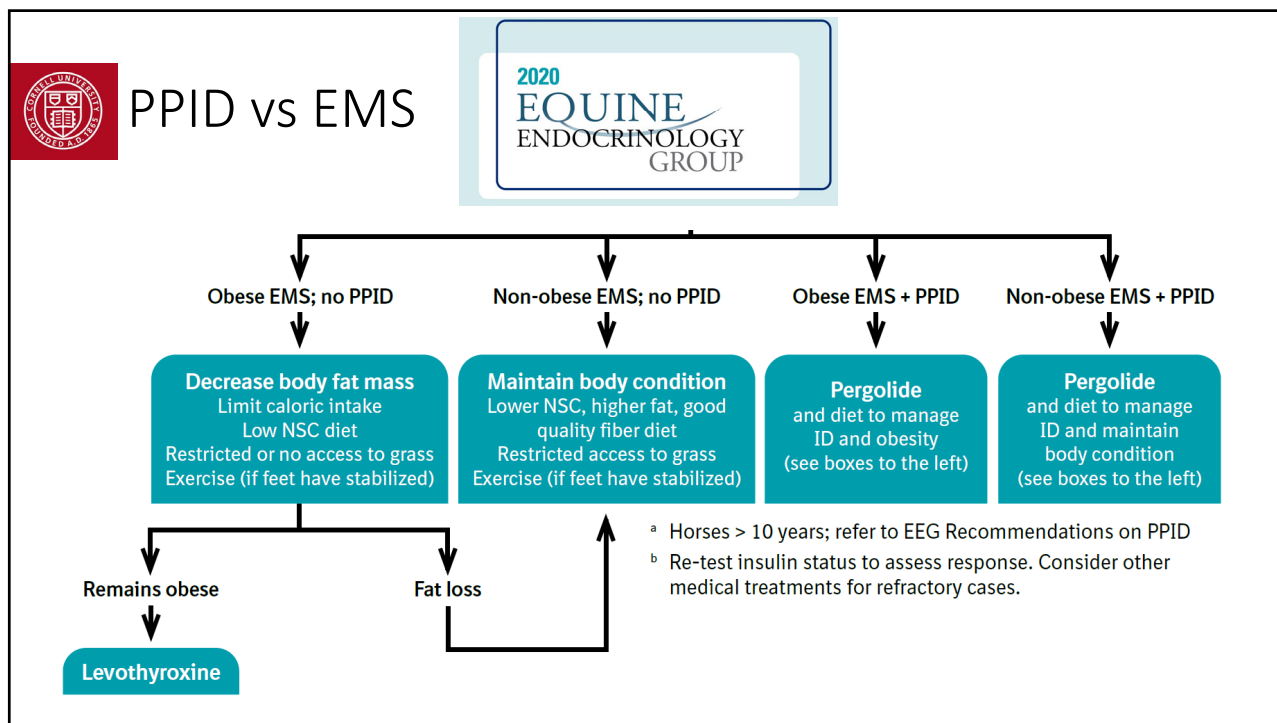 CORNELL UNIVERSITY
FOUNDED A.D. 1865
PPID vs EMS
2020
EQUINE
ENDOCRINOLOGY
GROUP
Obese EMS; no PPID
Non-obese EMS; no PPID
Obese EMS + PPID
Non-obese EMS + PPID
Decrease body fat mass
Limit caloric intake
Low NSC diet
Restricted or no access to grass
Exercise (if feet have stabilized)
Maintain body condition
Lower NSC, higher fat, good
quality fiber diet
Restricted access to grass
Exercise (if feet have stabilized)
Pergolide
and diet to manage
ID and obesity
(see boxes to the left)
Pergolide
and diet to manage
ID and maintain
body condition
(see boxes to the left)
a Horses > 10 years; refer to EEG Recommendations on PPID
b Re-test insulin status to assess response. Consider other
medical treatments for refractory cases.
Remains obese
Fat loss
Levothyroxine